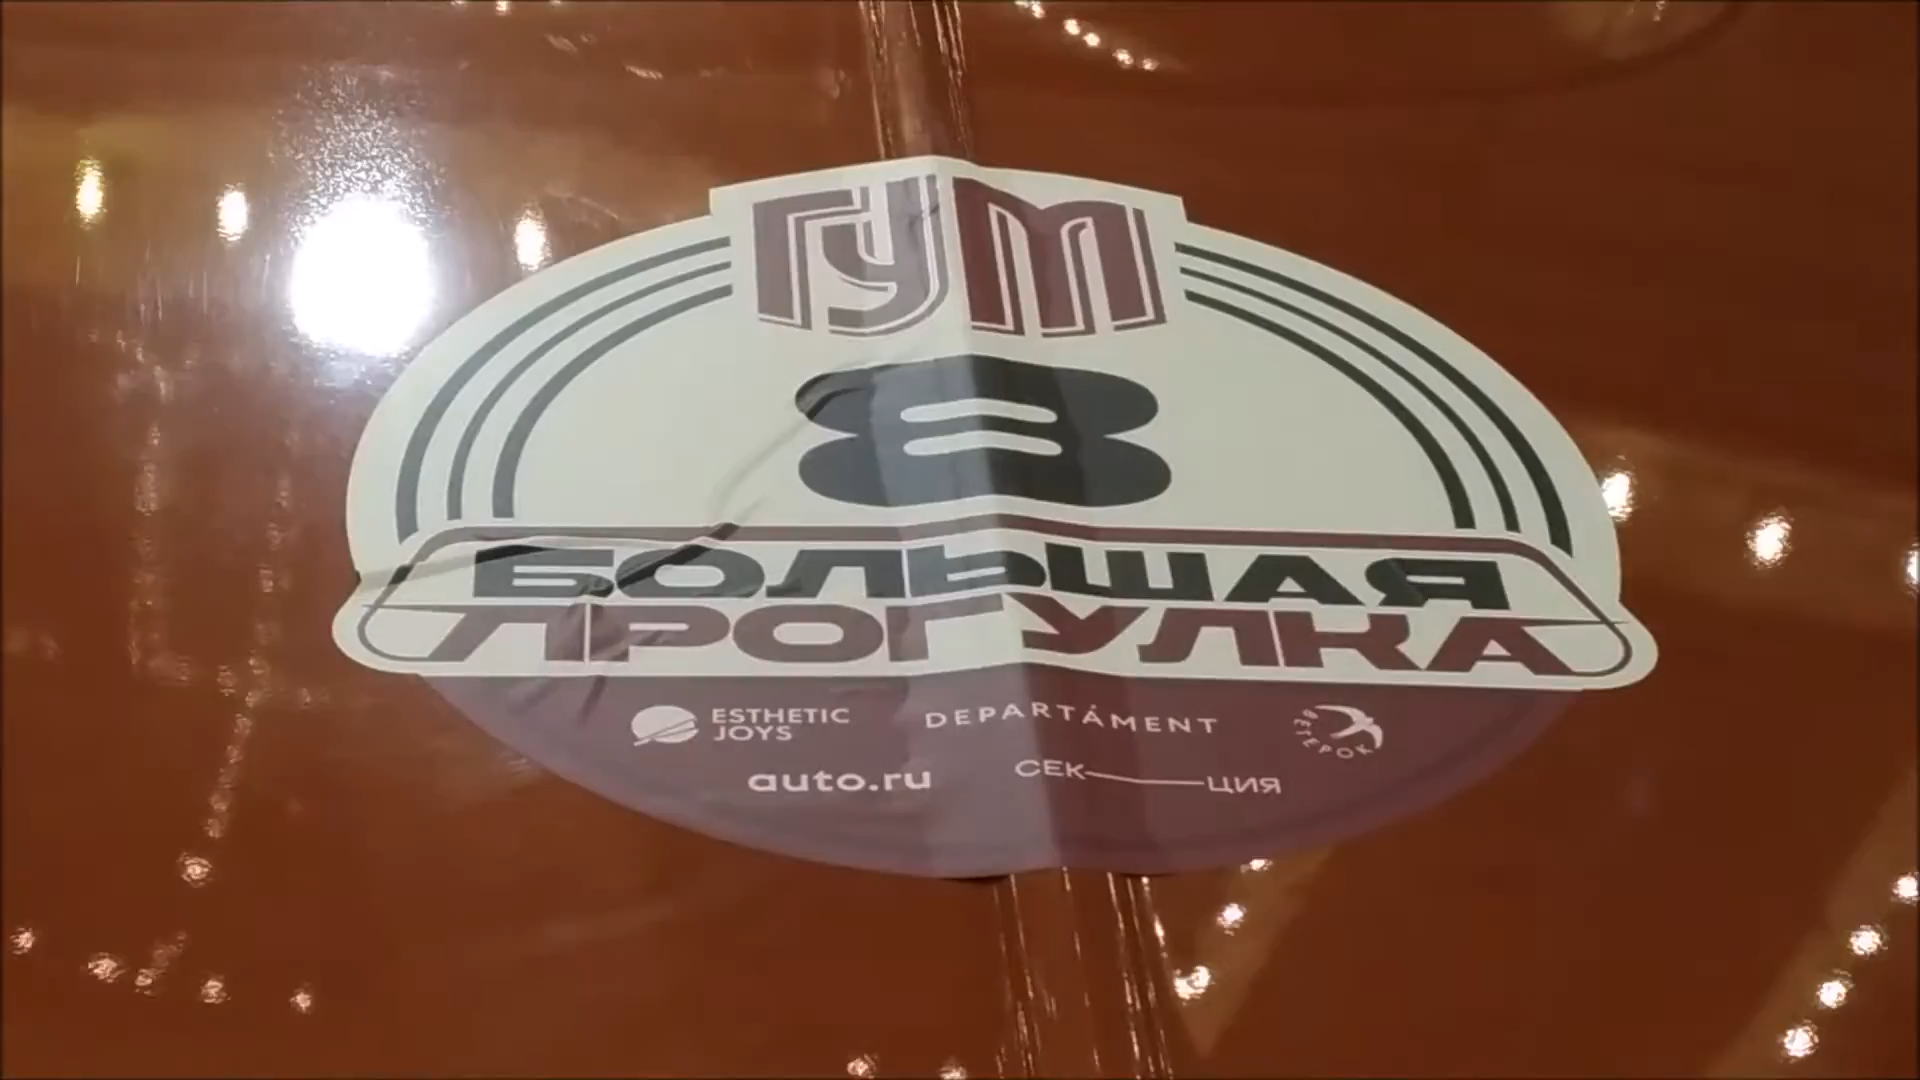 ГУМ
8
БОЛЬШАЯ
ПРОГУЛКА
ESTHETIC
JOYS
DEPARTÁMENT
ВЕТЕРОК
auto.ru
СЕК—ЦИЯ